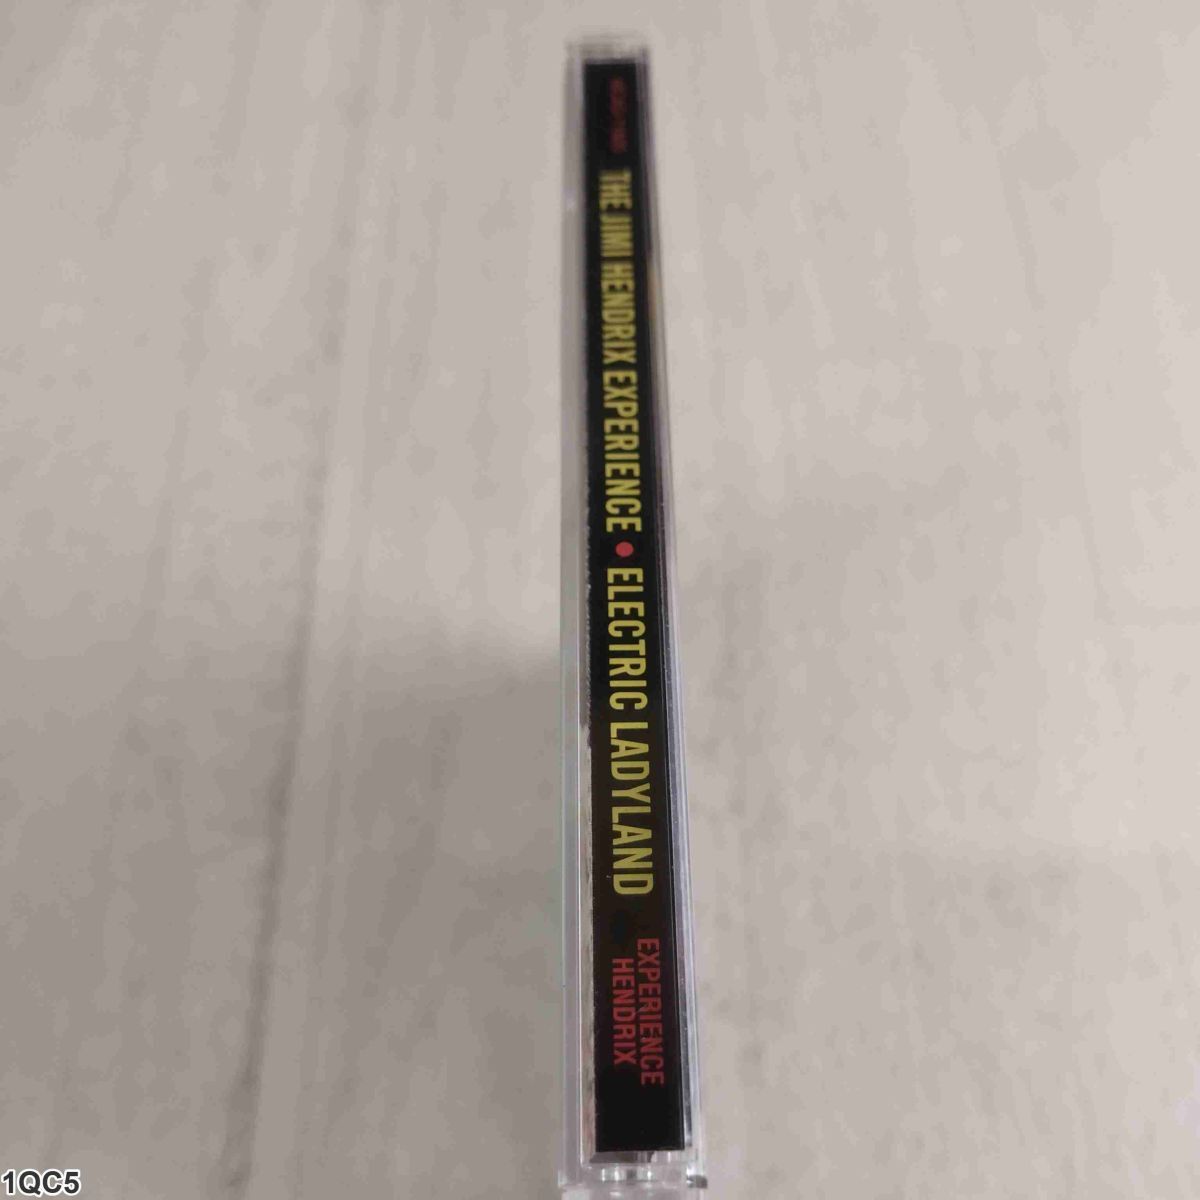 THE JIMI HENDRIX EXPERIENCE • ELECTRIC LADYLAND
EXPERIENCE
HENDRIX
1QC5